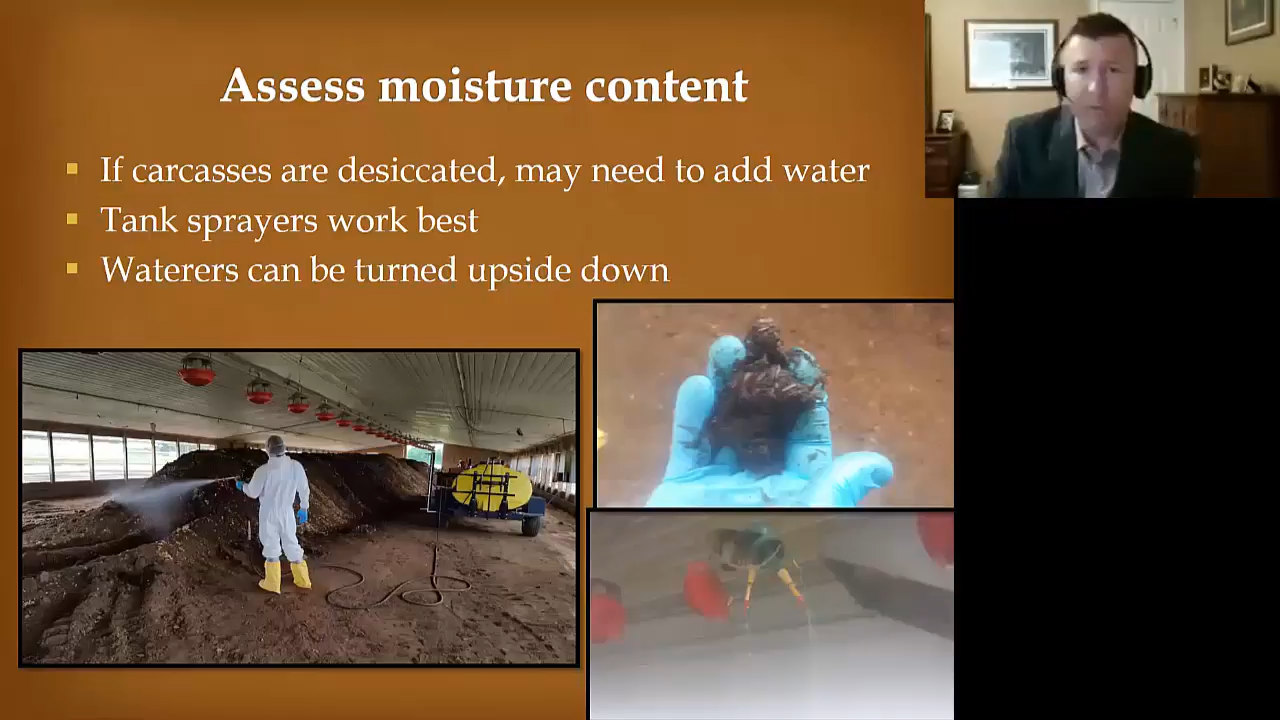 Assess moisture content
If carcasses are desiccated, may need to add water
Tank sprayers work best
Waterers can be turned upside down